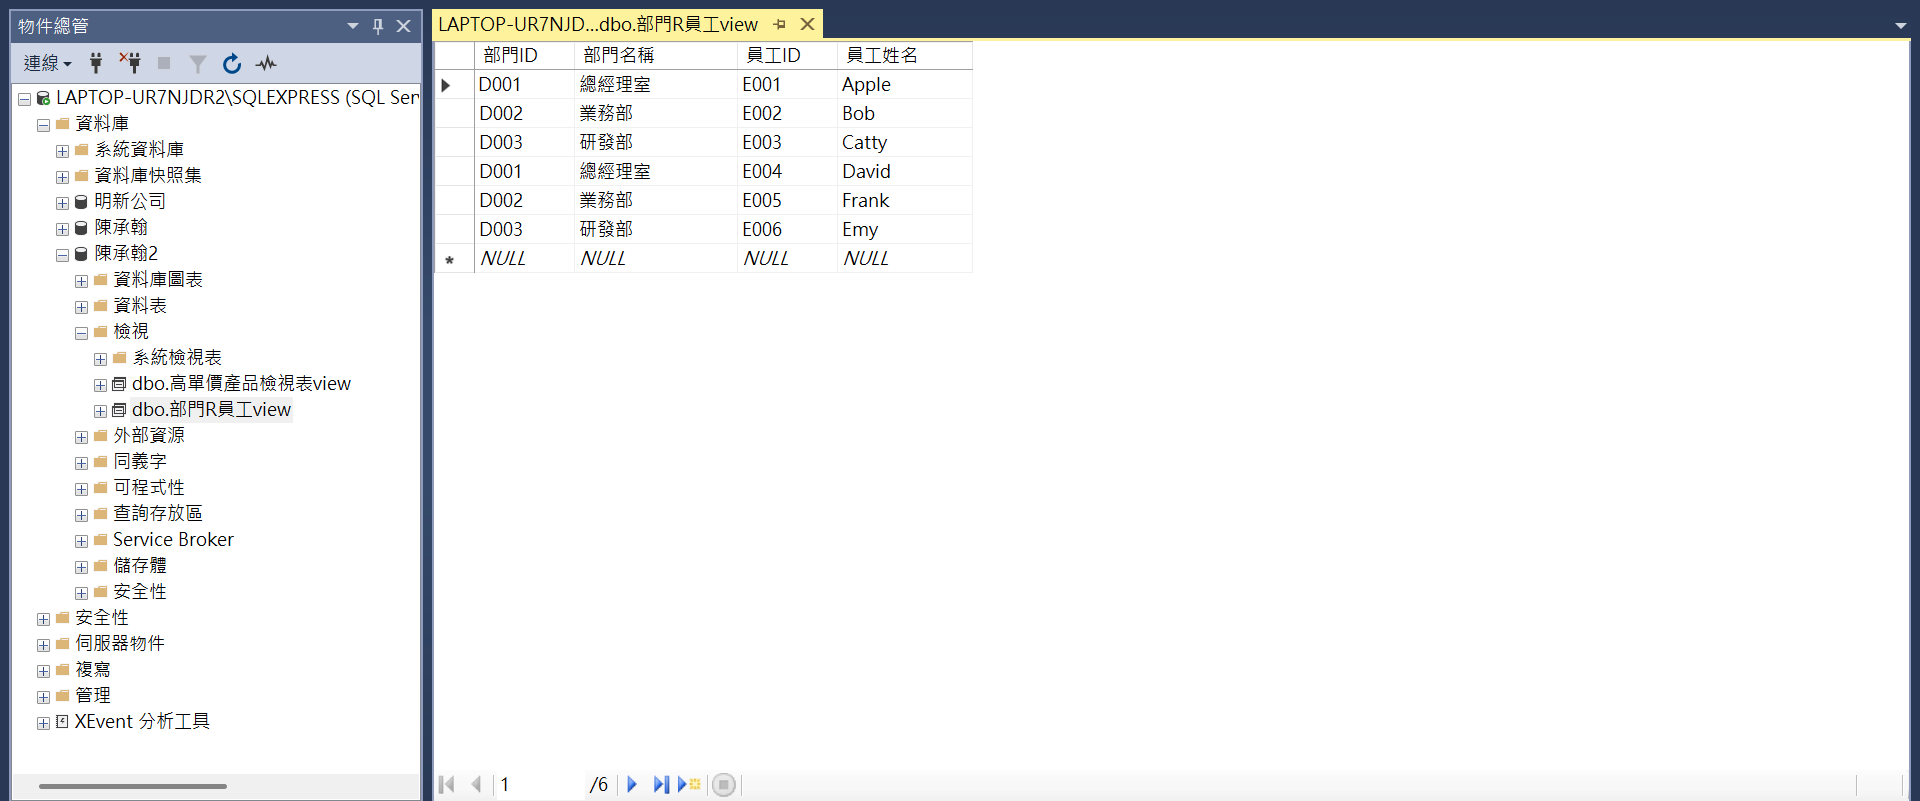 物件總管
連線
LAPTOP-UR7NJDR2\SQLEXPRESS (SQL Ser
資料庫
系統資料庫
資料庫快照集
明新公司
陳承翰
陳承翰2
資料庫圖表
資料表
檢視
系統檢視表
dbo.高單價產品檢視表view
dbo.部門R員工view
外部資源
同義字
可程式性
查詢存放區
Service Broker
儲存體
安全性
安全性
伺服器物件
複寫
管理
XEvent 分析工具
LAPTOP-UR7NJD...dbo.部門R員工view
部門ID 部門名稱 員工ID 員工姓名
D001 總經理室 E001 Apple
D002 業務部 E002 Bob
D003 研發部 E003 Catty
D001 總經理室 E004 David
D002 業務部 E005 Frank
D003 研發部 E006 Emy
* NULL NULL NULL NULL
1 /6